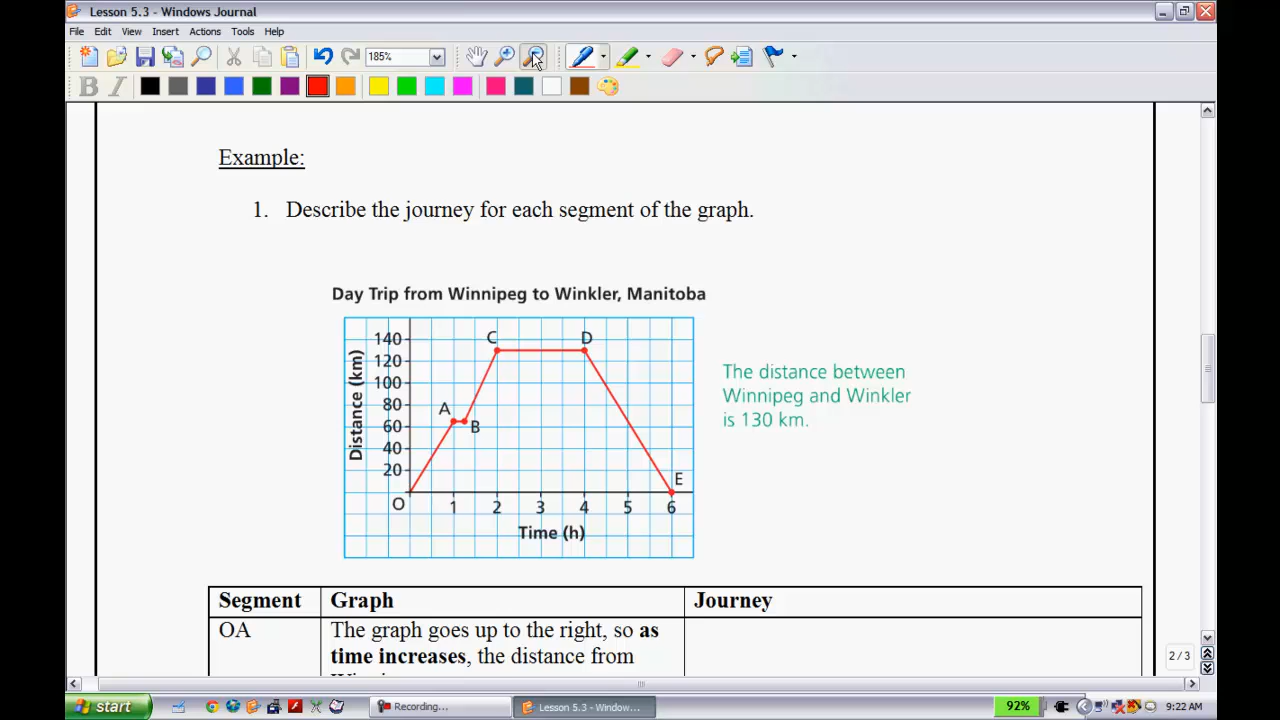 Lesson 5.3 - Windows Journal
File Edit View Insert Actions Tools Help
185%
B I
Example:
1. Describe the journey for each segment of the graph.
Day Trip from Winnipeg to Winkler, Manitoba
Distance (km)
140
120
100
80
60
40
20
O
1 2 3 4 5 6
A
B
C
D
E
Time (h)
The distance between
Winnipeg and Winkler
is 130 km.
Segment Graph Journey
OA The graph goes up to the right, so as
time increases, the distance from
2 / 3
start Recording... Lesson 5.3 - Window... 92% 9:22 AM